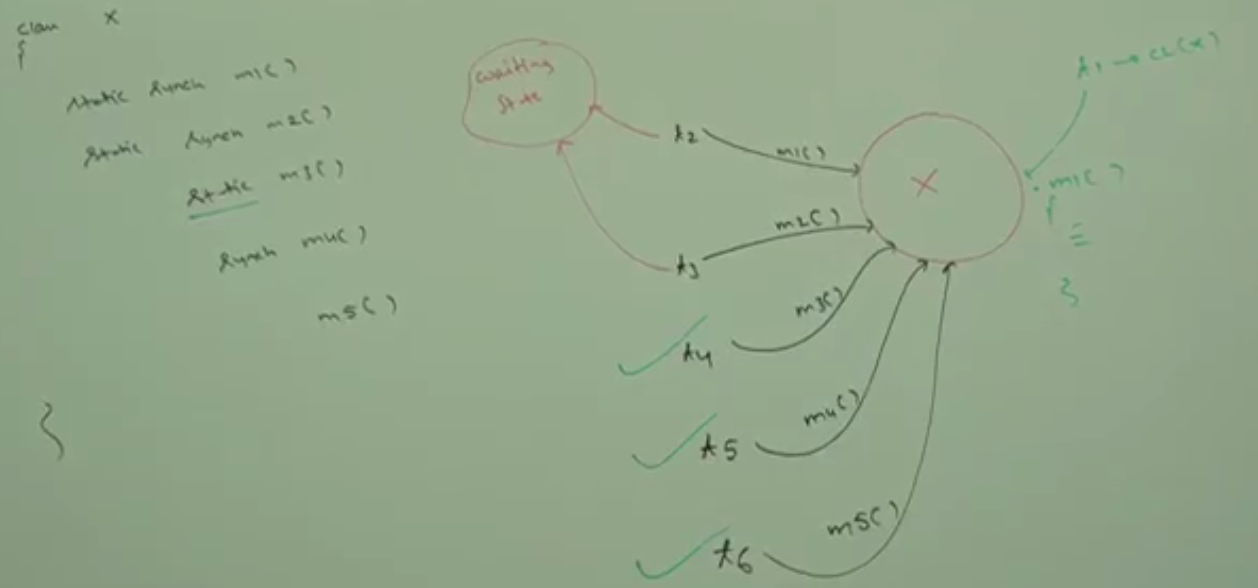 class X
{
static synch m1( )
static synch m2( )
static m3( )
synch m4( )
m5( )
}
waiting
state
t2
m1( )
t3
m2( )
t4
m3( )
t5
m4( )
t6
m5( )
X
t1 → CL(X)
m1( )
{
}